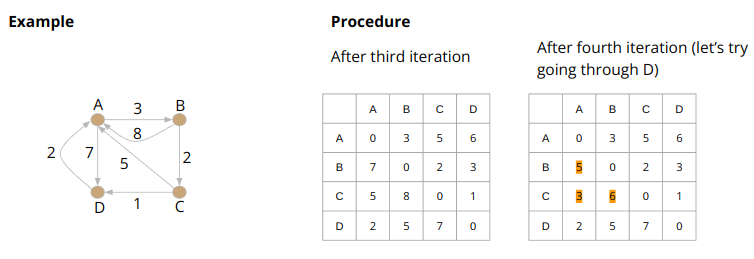 Example
Procedure
After third iteration
After fourth iteration (let's try
going through D)
A 3 B
8
2 7 5 2
D 1 C
A B C D
A 0 3 5 6
B 7 0 2 3
C 5 8 0 1
D 2 5 7 0
A B C D
A 0 3 5 6
B 5 0 2 3
C 3 6 0 1
D 2 5 7 0